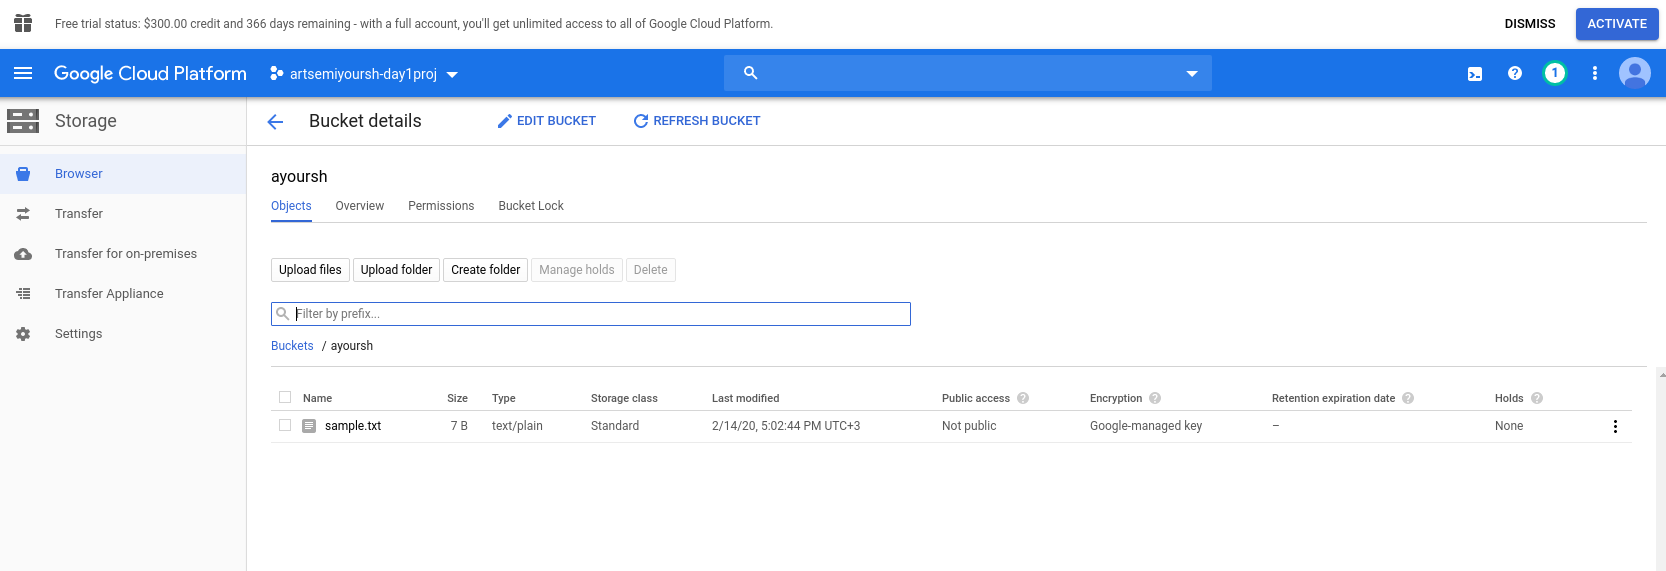 Free trial status: $300.00 credit and 366 days remaining - with a full account, you'll get unlimited access to all of Google Cloud Platform. DISMISS ACTIVATE
Google Cloud Platform artsemiyoursh-day1proj 1
Storage Bucket details EDIT BUCKET REFRESH BUCKET
Browser
Transfer
Transfer for on-premises
Transfer Appliance
Settings
ayoursh
Objects Overview Permissions Bucket Lock
Upload files Upload folder Create folder Manage holds Delete
Filter by prefix...
Buckets / ayoursh
Name Size Type Storage class Last modified Public access Encryption Retention expiration date Holds
sample.txt 7 B text/plain Standard 2/14/20, 5:02:44 PM UTC+3 Not public Google-managed key – None